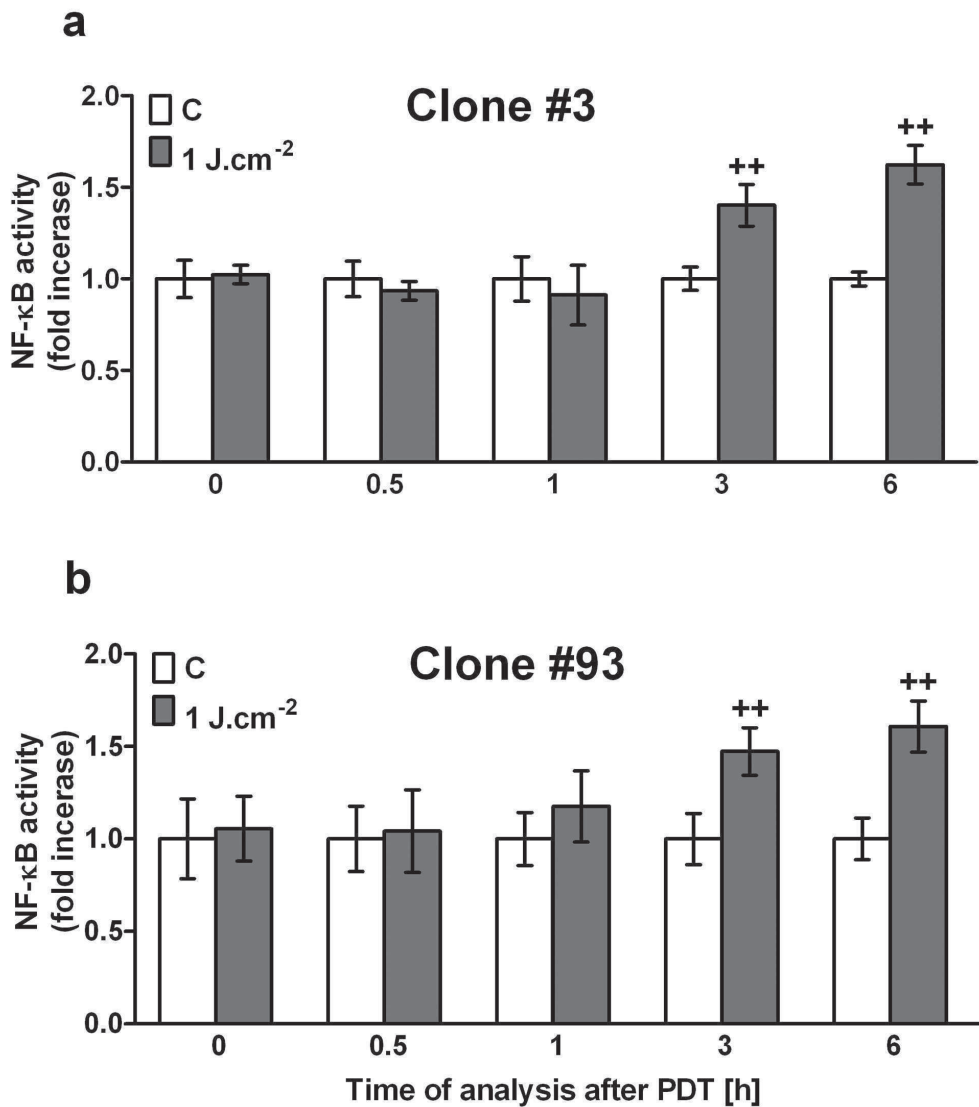 a
Clone #3
C
1 J.cm-2
NF-κB activity
(fold incerase)
2.0
1.5
1.0
0.5
0.0
++
++
0 0.5 1 3 6
b
Clone #93
C
1 J.cm-2
NF-κB activity
(fold incerase)
2.0
1.5
1.0
0.5
0.0
++
++
0 0.5 1 3 6
Time of analysis after PDT [h]